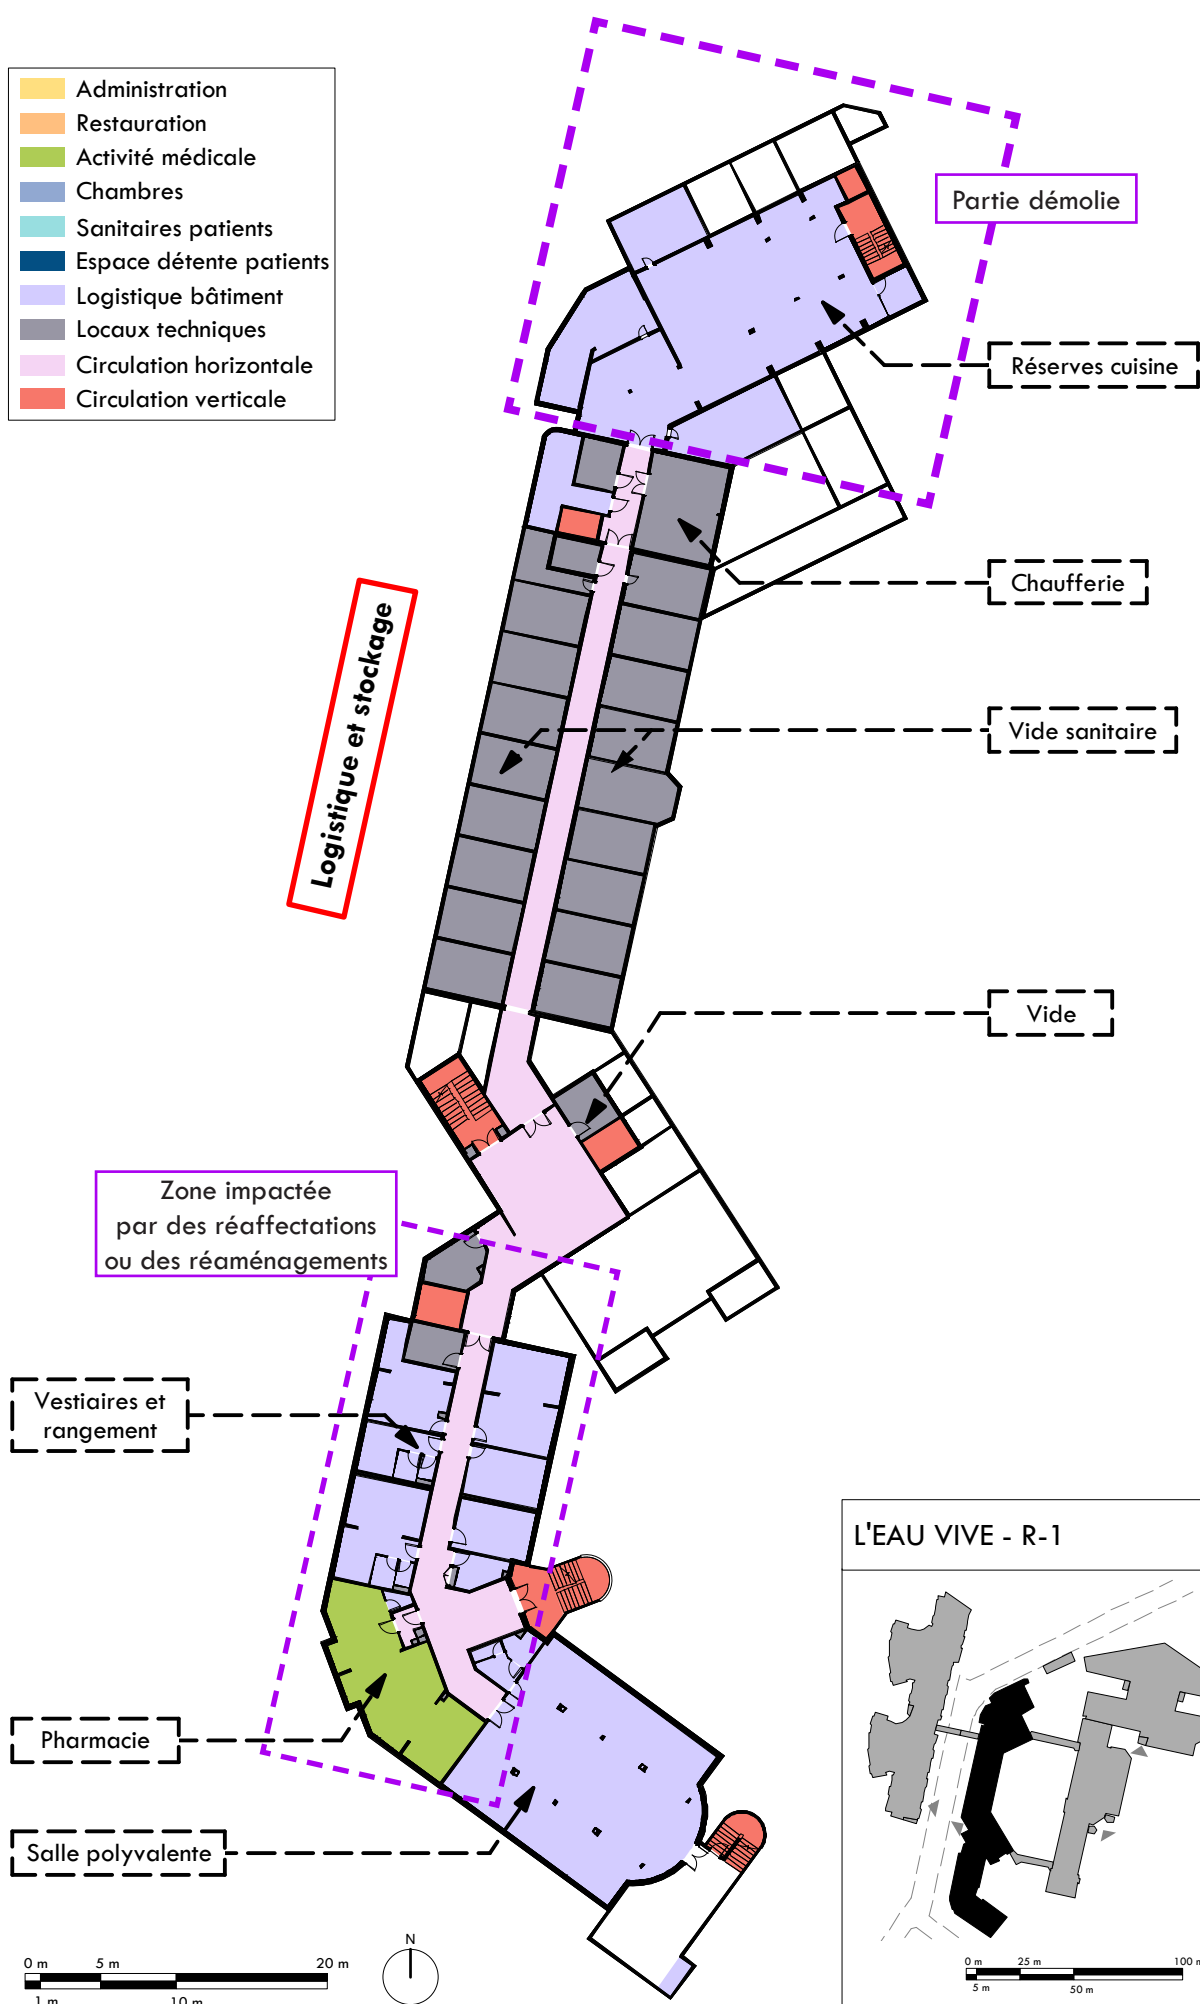 Administration
Restauration
Activité médicale
Chambres
Sanitaires patients
Espace détente patients
Logistique bâtiment
Locaux techniques
Circulation horizontale
Circulation verticale
Partie démolie
Réserves cuisine
Chaufferie
Logistique et stockage
Vide sanitaire
Vide
Zone impactée
par des réaffectations
ou des réaménagements
Vestiaires et
rangement
Pharmacie
Salle polyvalente
L'EAU VIVE - R-1
0 m 5 m 20 m
1 m 10 m
N
0 m 25 m 100 m
5 m 50 m